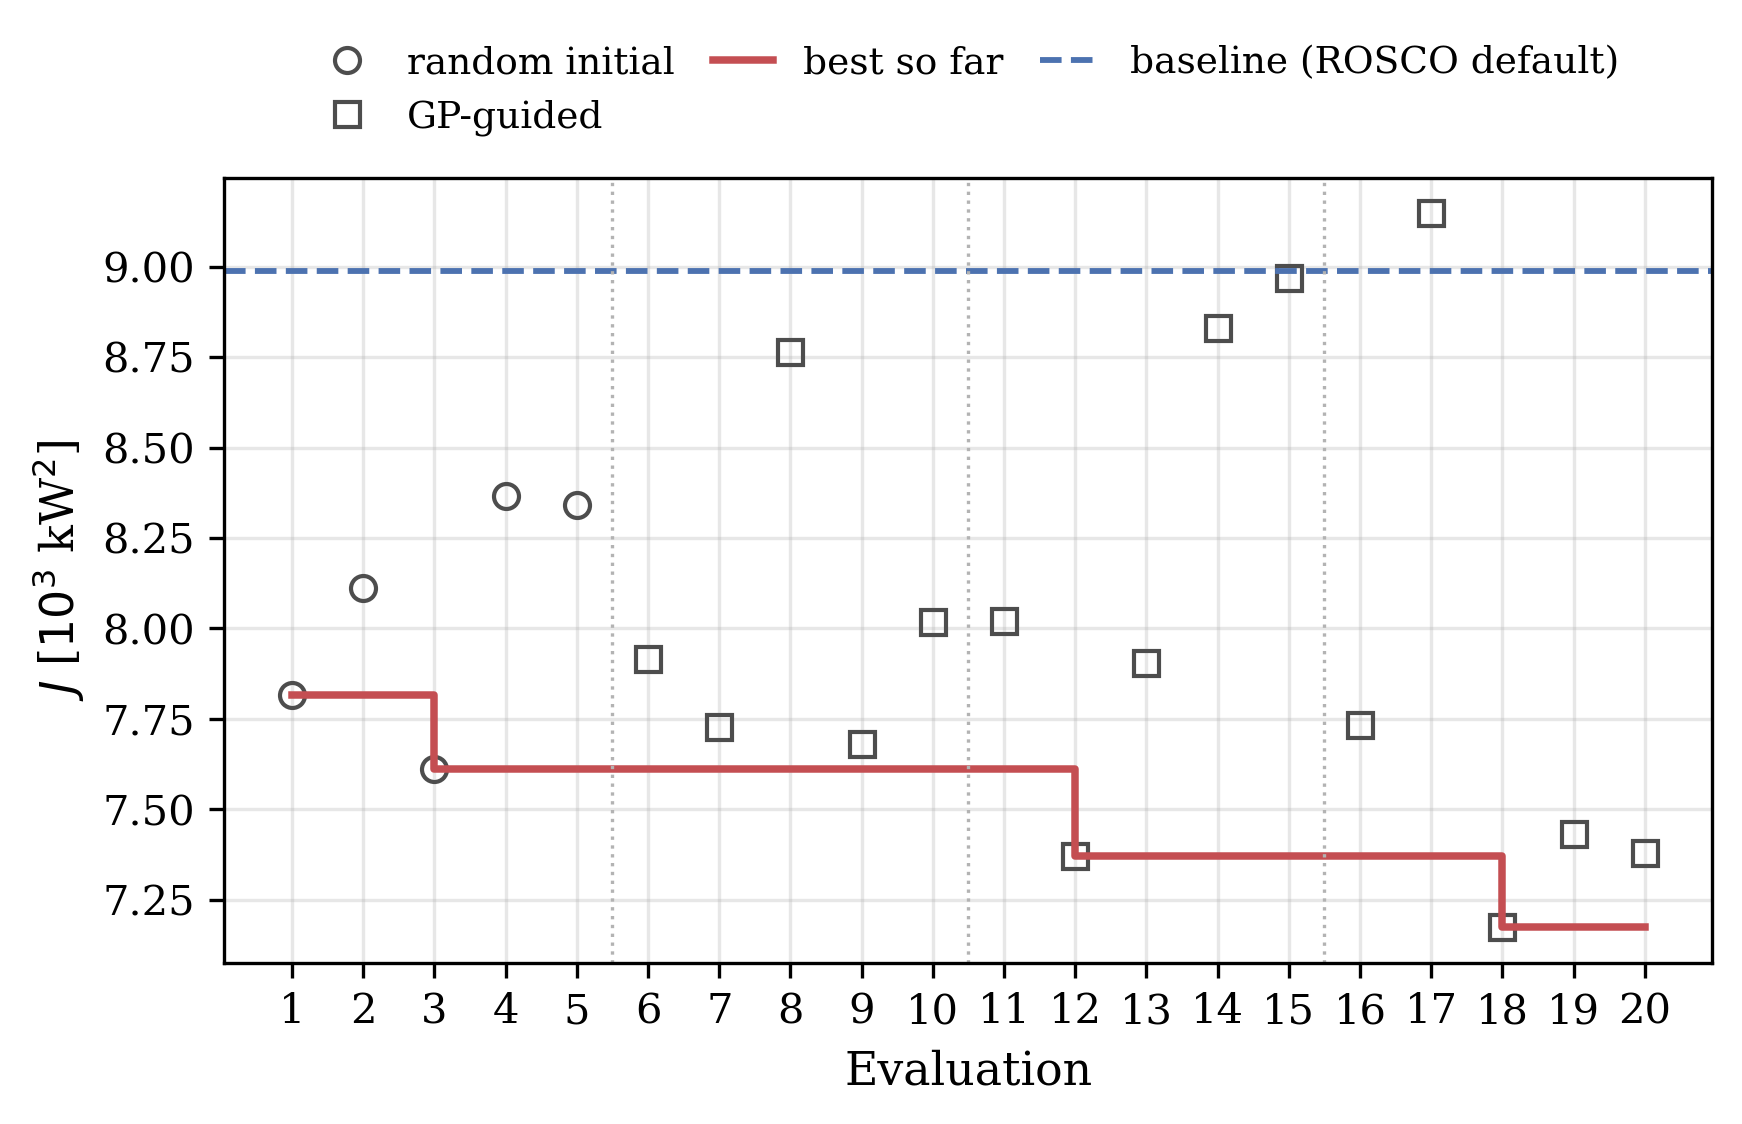 random initial
best so far
baseline (ROSCO default)
GP-guided
9.00
8.75
8.50
8.25
8.00
7.75
7.50
7.25
J [10³ kW²]
1 2 3 4 5 6 7 8 9 10 11 12 13 14 15 16 17 18 19 20
Evaluation